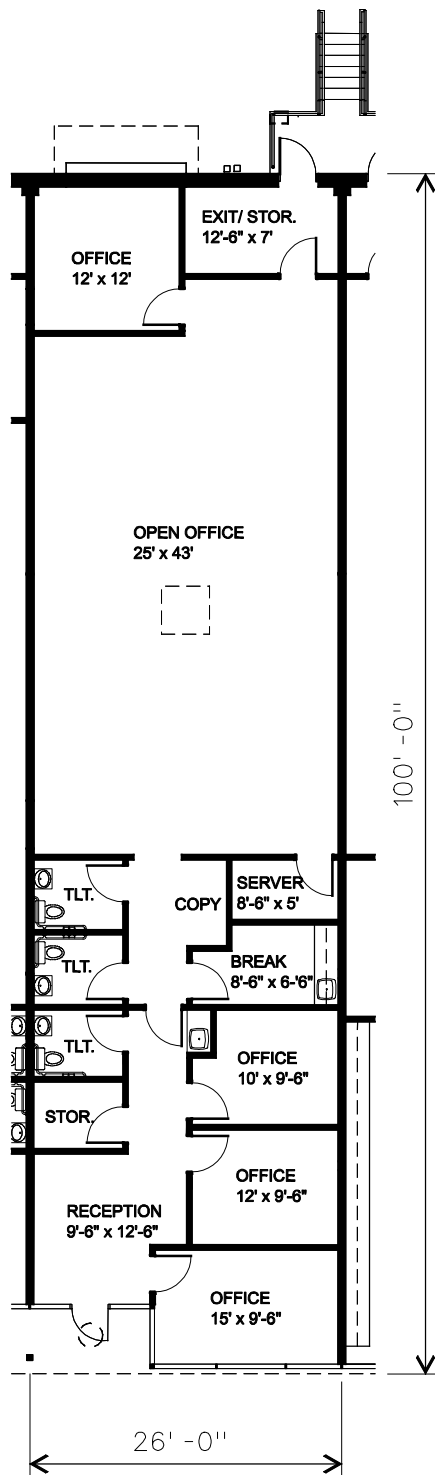 EXIT/ STOR.
12'-6" x 7'
OFFICE
12' x 12'
OPEN OFFICE
25' x 43'
100' -0"
TLT.
COPY
SERVER
8'-6" x 5'
TLT.
BREAK
8'-6" x 6-'6"
TLT.
OFFICE
10' x 9'-6"
STOR.
OFFICE
12' x 9'-6"
RECEPTION
9'-6" x 12'-6"
OFFICE
15' x 9'-6"
26' -0"